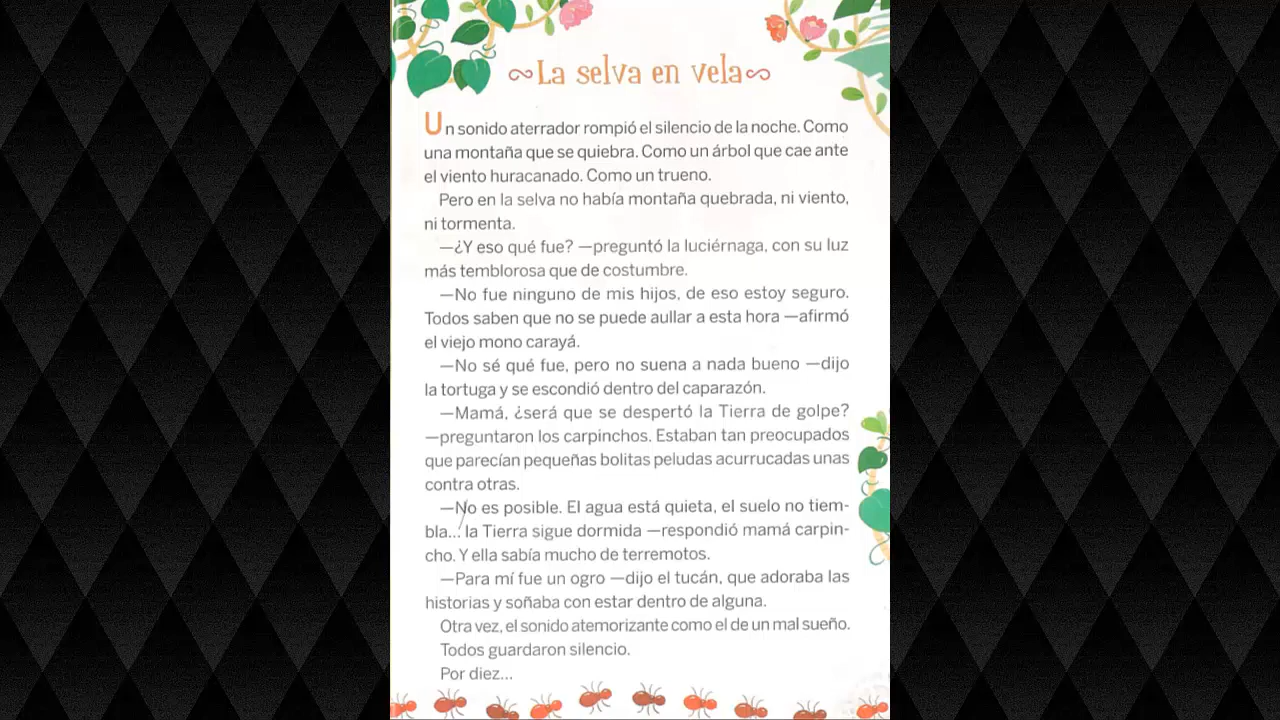 La selva en vela
Un sonido aterrador rompió el silencio de la noche. Como
una montaña que se quiebra. Como un árbol que cae ante
el viento huracanado. Como un trueno.
Pero en la selva no había montaña quebrada, ni viento,
ni tormenta.
—¿Y eso qué fue? —preguntó la luciérnaga, con su luz
más temblorosa que de costumbre.
—No fue ninguno de mis hijos, de eso estoy seguro.
Todos saben que no se puede aullar a esta hora —afirmó
el viejo mono carayá.
—No sé qué fue, pero no suena a nada bueno —dijo
la tortuga y se escondió dentro del caparazón.
—Mamá, ¿será que se despertó la Tierra de golpe?
—preguntaron los carpinchos. Estaban tan preocupados
que parecían pequeñas bolitas peludas acurrucadas unas
contra otras.
—No es posible. El agua está quieta, el suelo no tiem-
bla... la Tierra sigue dormida —respondió mamá carpin-
cho. Y ella sabía mucho de terremotos.
—Para mí fue un ogro —dijo el tucán, que adoraba las
historias y soñaba con estar dentro de alguna.
Otra vez, el sonido atemorizante como el de un mal sueño.
Todos guardaron silencio.
Por diez...